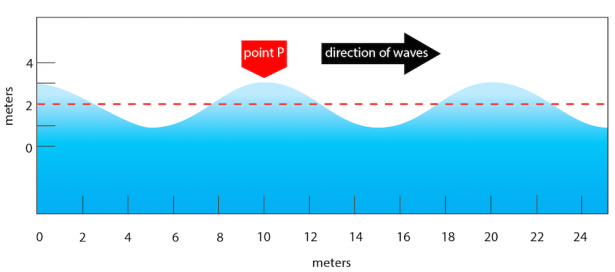 point P
direction of waves
4
2
0
meters
0 2 4 6 8 10 12 14 16 18 20 22 24
meters